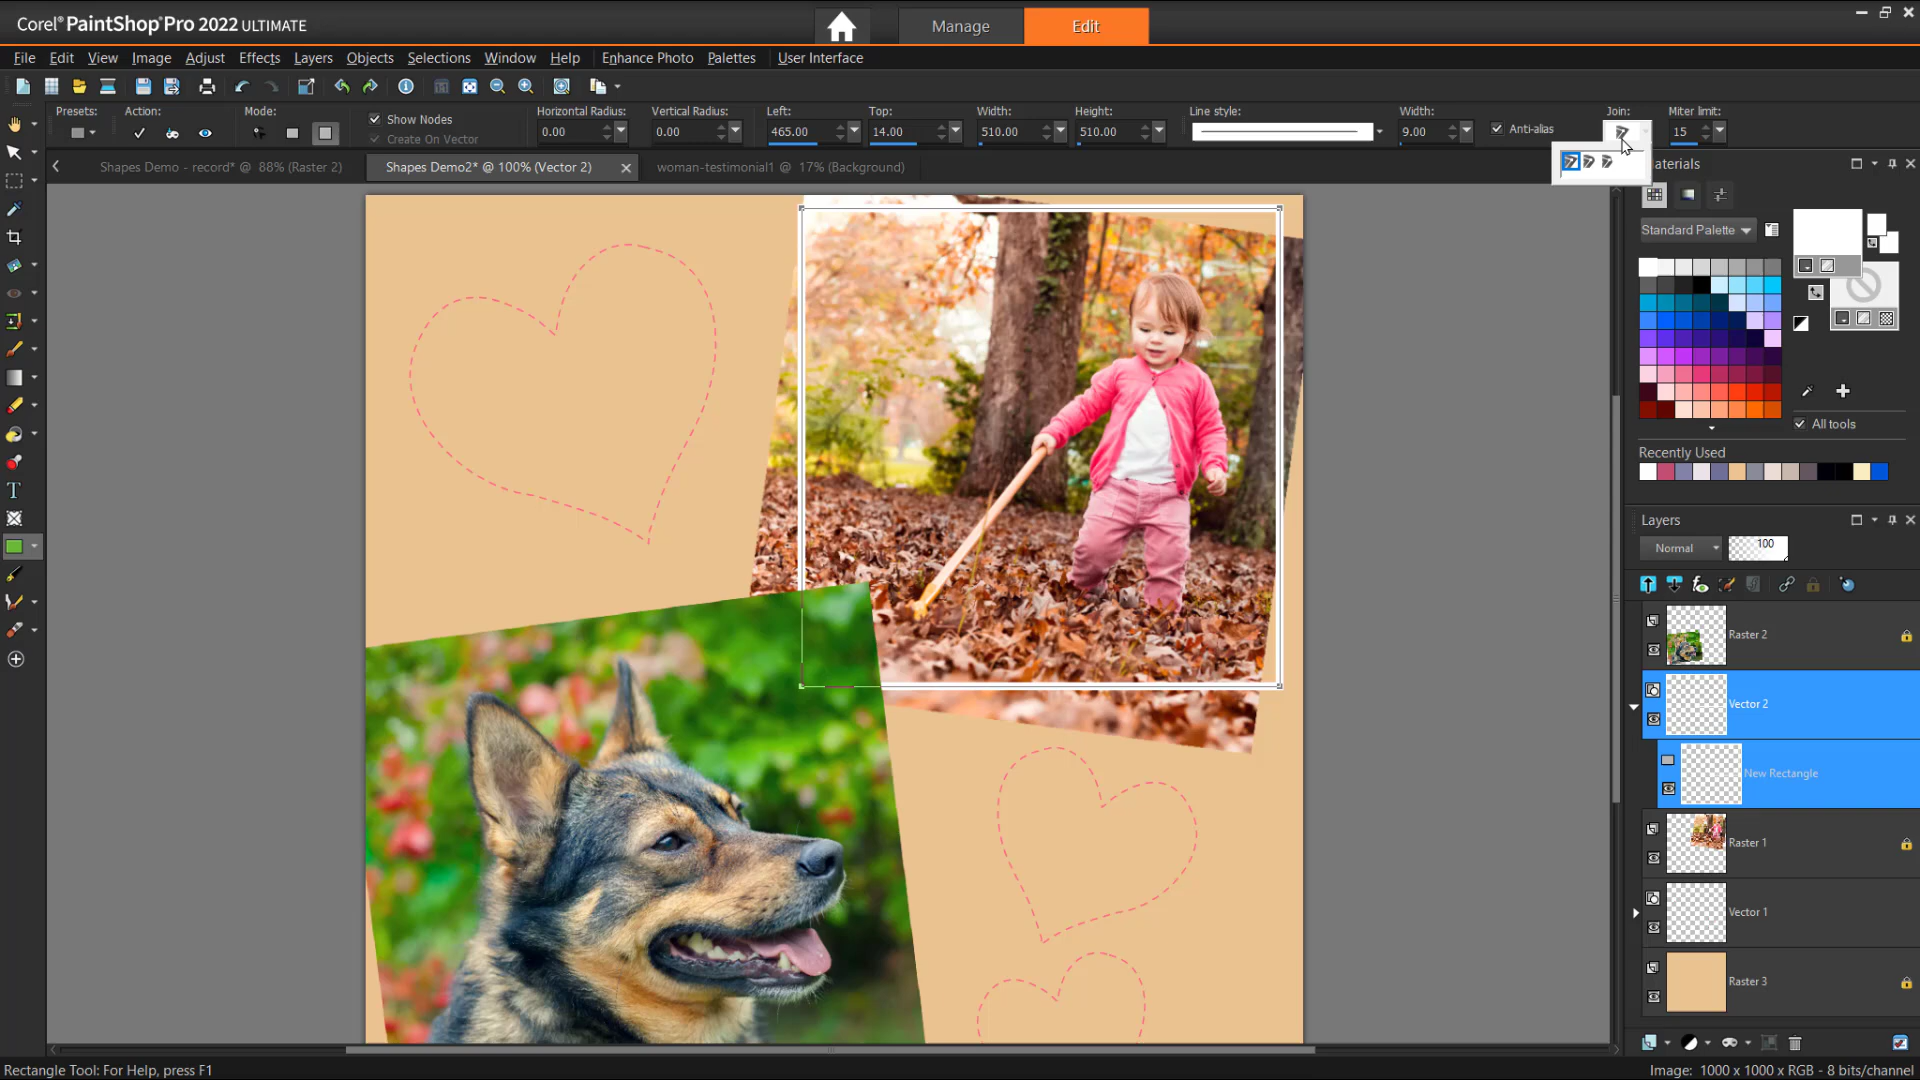 Corel® PaintShop® Pro 2022 ULTIMATE
Manage
Edit
File Edit View Image Adjust Effects Layers Objects Selections Window Help Enhance Photo Palettes User Interface
Presets: Action: Mode: Show Nodes Horizontal Radius: Vertical Radius: Left: Top: Width: Height: Line style: Width: Anti-alias Join: Miter limit:
Create On Vector 0.00 0.00 465.00 14.00 510.00 510.00 9.00 15
Shapes Demo - record* @ 88% (Raster 2)
Shapes Demo2* @ 100% (Vector 2)
woman-testimonial1 @ 17% (Background)
aterials
Standard Palette
All tools
Recently Used
Layers
Normal 100
Raster 2
Vector 2
New Rectangle
Raster 1
Vector 1
Raster 3
Rectangle Tool: For Help, press F1
Image: 1000 x 1000 x RGB - 8 bits/channel